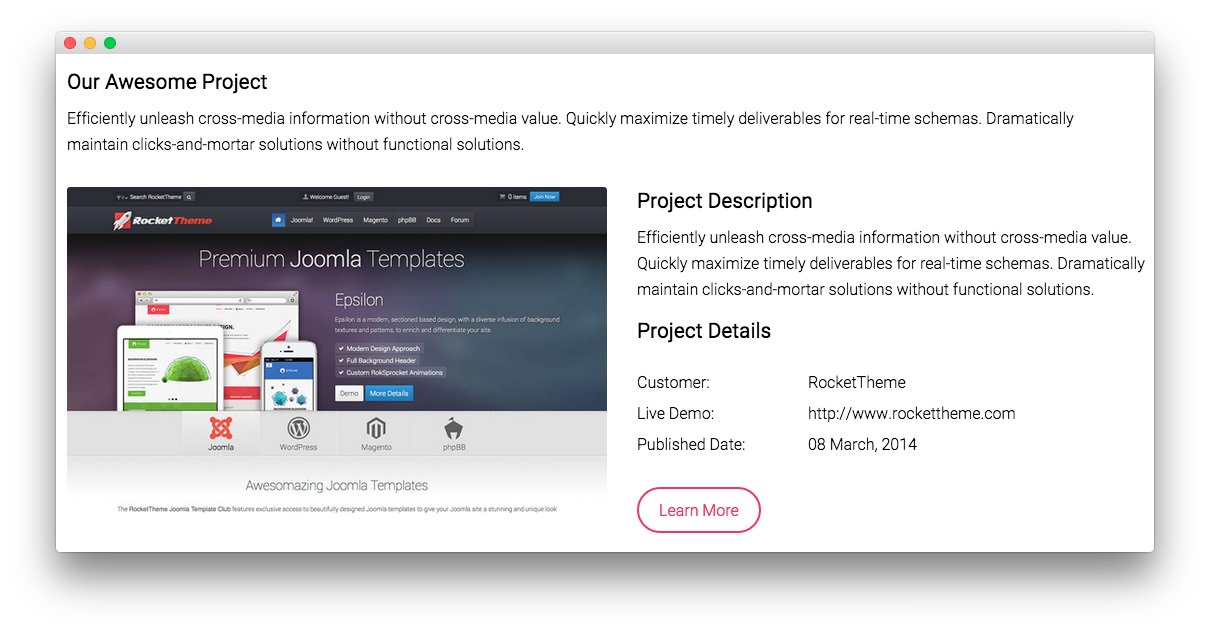 Our Awesome Project
Efficiently unleash cross-media information without cross-media value. Quickly maximize timely deliverables for real-time schemas. Dramatically
maintain clicks-and-mortar solutions without functional solutions.
Search RocketTheme
Welcome Guest! Login
0 items Join Now
RocketTheme
Joomla! WordPress Magento phpBB Docs Forum
Premium Joomla Templates
Epsilon
Epsilon is a modern, sectioned based design, with a diverse infusion of background
textures and patterns, to enrich and differentiate your site.
Modern Design Approach
Full Background Header
Custom RokSprocket Animations
Demo More Details
Joomla WordPress Magento phpBB
Awesomazing Joomla Templates
The RocketTheme Joomla Template Club features exclusive access to beautifully designed Joomla templates to give your Joomla site a stunning and unique look
Project Description
Efficiently unleash cross-media information without cross-media value.
Quickly maximize timely deliverables for real-time schemas. Dramatically
maintain clicks-and-mortar solutions without functional solutions.
Project Details
Customer: RocketTheme
Live Demo: http://www.rockettheme.com
Published Date: 08 March, 2014
Learn More